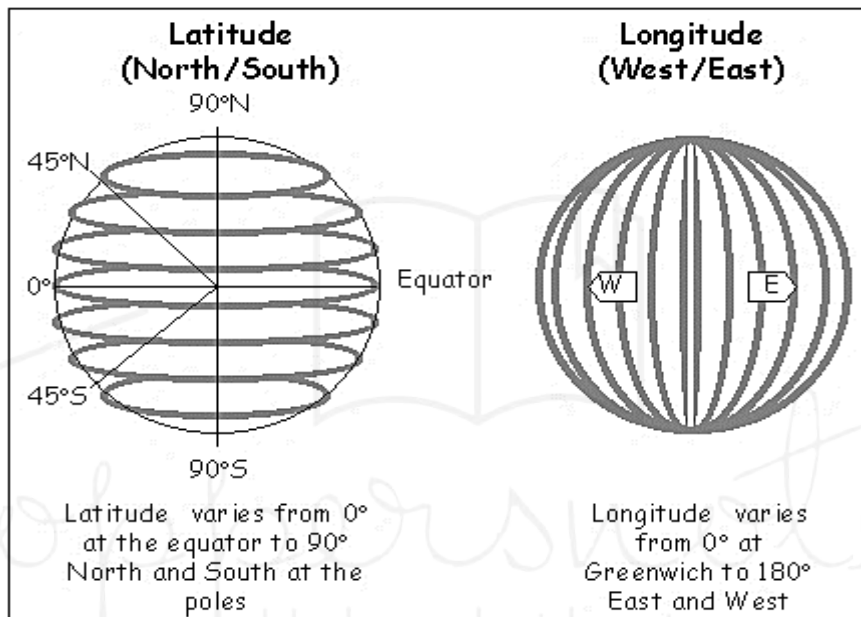 Latitude
(North/South)
90°N
45°N
0°
Equator
45°S
90°S
Latitude varies from 0°
at the equator to 90°
North and South at the
poles
Longitude
(West/East)
W
E
Longitude varies
from 0° at
Greenwich to 180°
East and West